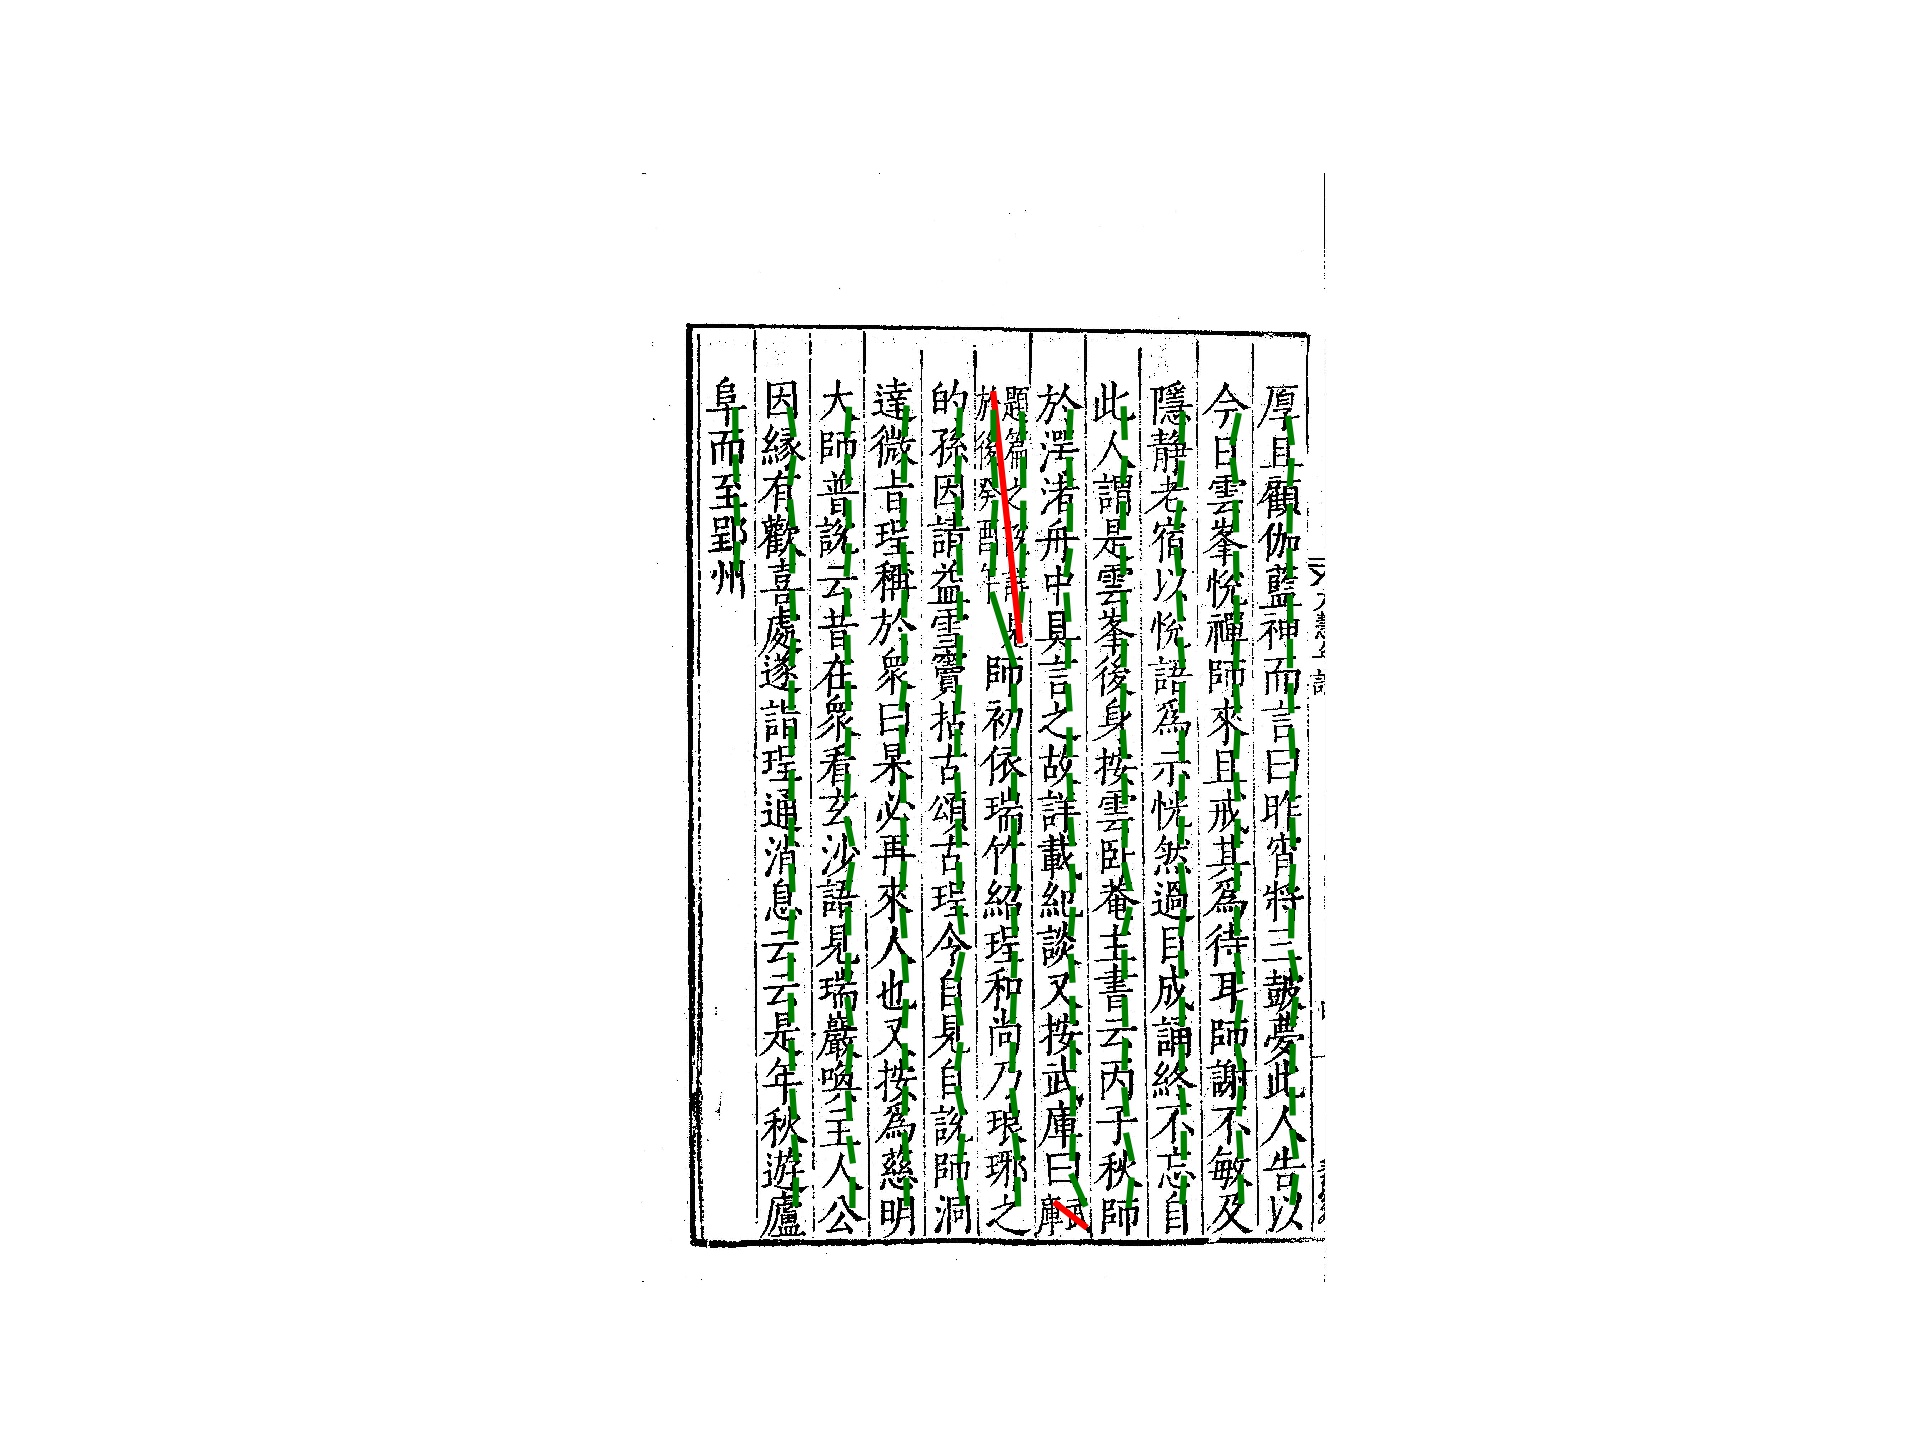 厚且顧伽藍神而言曰昨宵將三鼓夢此人告以
今日雲峯悅禪師來且戒其爲待耳師謝不敏及
隱靜老宿以悅語爲示恍然過目成誦終不忘自
此人謂是雲峯後身按雲臥菴主書云丙子秋師
於澤渚舟中具言之故詳載紀談又按武庫曰武庫
題篇之說詳見
於後癸酉年
師初依瑞竹紹珵和尚乃琅琊之
的孫因請益雪竇拈古頌古珵今自見自說師洞
達微旨珵稱於衆曰杲必再來人也又按爲慈明
大師普說云昔在衆看玄沙語見瑞巖喚主人公
因緣有歡喜處遂詣珵通消息云云是年秋遊廬
阜而至郢州